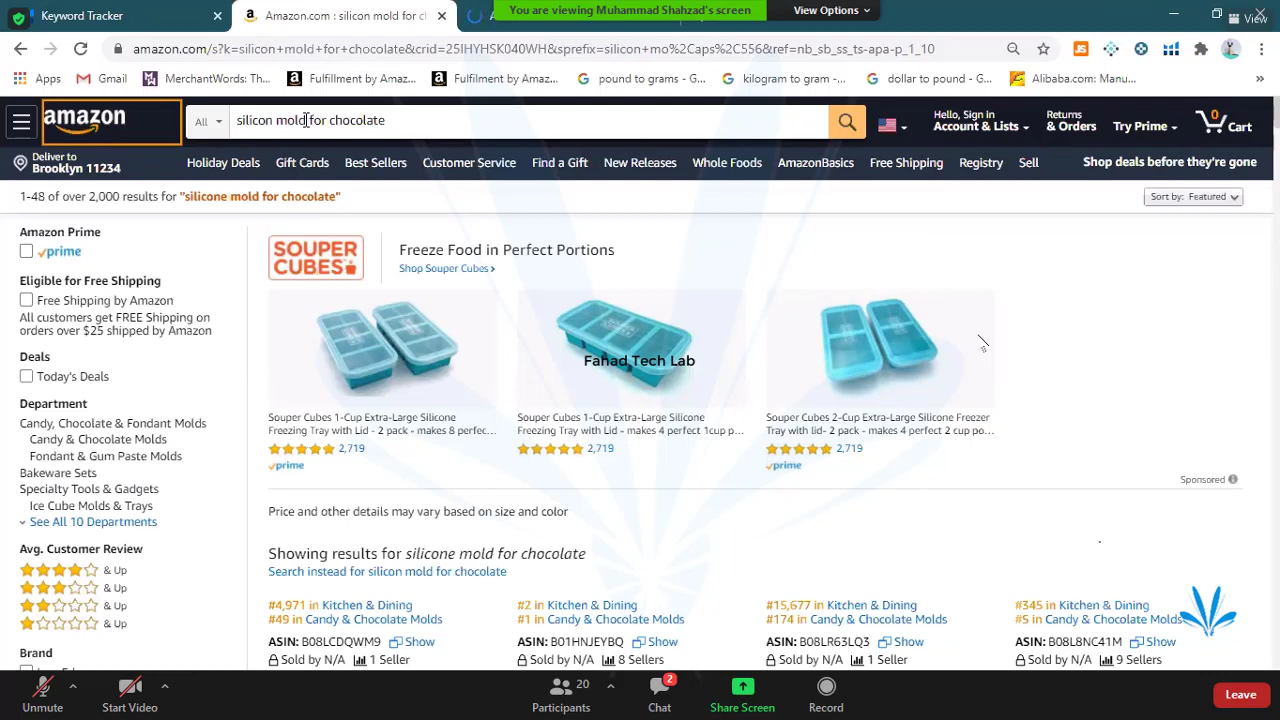 Keyword Tracker
Amazon.com : silicon mold for ch
You are viewing Muhammad Shahzad's screen
View Options
View
amazon.com/s?k=silicon+mold+for+chocolate&crid=25IHYHSK040WH&sprefix=silicon+mo%2Caps%2C556&ref=nb_sb_ss_ts-apa-p_1_10
Apps
Gmail
MerchantWords: Th...
Fulfillment by Amaz...
Fulfilment by Amaz...
pound to grams - G...
kilogram to gram -...
dollar to pound - G...
Alibaba.com: Manu...
amazon
All
silicon mold for chocolate
Hello, Sign in
Account & Lists
Returns
& Orders
Try Prime
0
Cart
Deliver to
Brooklyn 11234
Holiday Deals
Gift Cards
Best Sellers
Customer Service
Find a Gift
New Releases
Whole Foods
AmazonBasics
Free Shipping
Registry
Sell
Shop deals before they're gone
1-48 of over 2,000 results for "silicone mold for chocolate"
Sort by: Featured
Amazon Prime
prime
Eligible for Free Shipping
Free Shipping by Amazon
All customers get FREE Shipping on
orders over $25 shipped by Amazon
Deals
Today's Deals
Department
Candy, Chocolate & Fondant Molds
Candy & Chocolate Molds
Fondant & Gum Paste Molds
Bakeware Sets
Specialty Tools & Gadgets
Ice Cube Molds & Trays
See All 10 Departments
Avg. Customer Review
& Up
& Up
& Up
& Up
Brand
SOUPER
CUBES
Freeze Food in Perfect Portions
Shop Souper Cubes
Fahad Tech Lab
Souper Cubes 1-Cup Extra-Large Silicone
Freezing Tray with Lid - 2 pack - makes 8 perfec...
2,719
prime
Souper Cubes 1-Cup Extra-Large Silicone
Freezing Tray with Lid - makes 4 perfect 1cup p...
2,719
Souper Cubes 2-Cup Extra-Large Silicone Freezer
Tray with lid- 2 pack - makes 4 perfect 2 cup po...
2,719
prime
Sponsored
Price and other details may vary based on size and color
Showing results for silicone mold for chocolate
Search instead for silicon mold for chocolate
#4,971 in Kitchen & Dining
#49 in Candy & Chocolate Molds
ASIN: B08LCDQWM9 Show
Sold by N/A 1 Seller
#2 in Kitchen & Dining
#1 in Candy & Chocolate Molds
ASIN: B01HNJEYBQ Show
Sold by N/A 8 Sellers
#15,677 in Kitchen & Dining
#174 in Candy & Chocolate Molds
ASIN: B08LR63LQ3 Show
Sold by N/A 1 Seller
#345 in Kitchen & Dining
#5 in Candy & Chocolate Molds
ASIN: B08L8NC41M Show
Sold by N/A 9 Sellers
Unmute
Start Video
20
Participants
2
Chat
Share Screen
Record
Leave